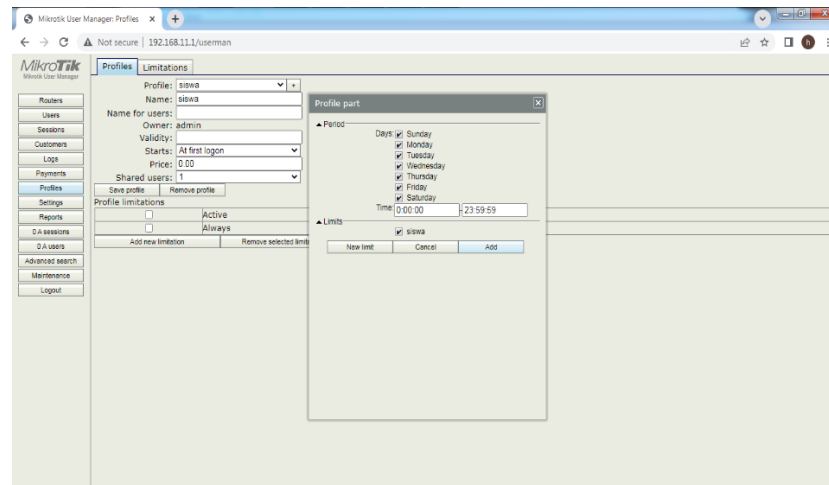 Mikrotik User Manager: Profiles
Not secure | 192.168.11.1/userman
h
MikroTik
Mikrotik User Manager
Routers
Users
Sessions
Customers
Logs
Payments
Profiles
Settings
Reports
D A sessions
D A users
Advanced search
Maintenance
Logout
Profiles Limitations
Profile: siswa +
Name: siswa
Name for users:
Owner: admin
Validity:
Starts: At first logon
Price: 0.00
Shared users: 1
Save profile Remove profile
Profile limitations
Active
Always
Add new limitation Remove selected limit
Profile part
Period
Days: Sunday
Monday
Tuesday
Wednesday
Thursday
Friday
Saturday
Time: 0:00:00 - 23:59:59
Limits
siswa
New limit Cancel Add